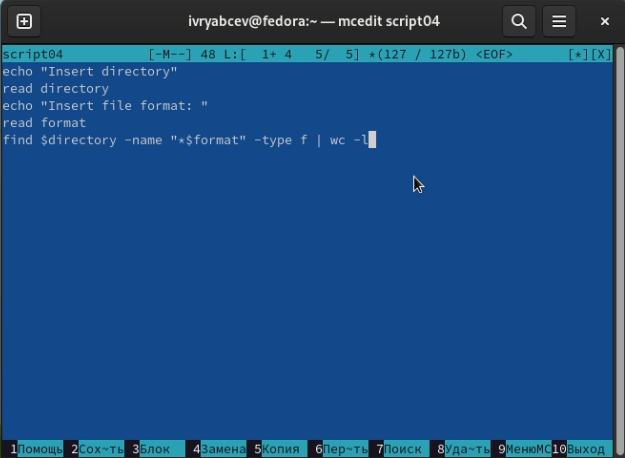 ivryabcev@fedora:~ — mcedit script04
script04 [-M--] 48 L:[ 1+ 4 5/ 5] *(127 / 127b) <EOF> [*][X]
echo "Insert directory"
read directory
echo "Insert file format: "
read format
find $directory -name "*$format" -type f | wc -l
1Помощь 2Сох~ть 3Блок 4Замена 5Копия 6Пер~ть 7Поиск 8Уда~ть 9МенюMC 10Выход